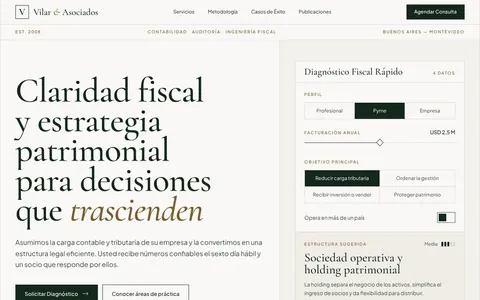 V Vilar & Asociados
Servicios Metodología Casos de Éxito Publicaciones
Agendar Consulta
EST. 2008
CONTABILIDAD AUDITORÍA INGENIERÍA FISCAL
BUENOS AIRES — MONTEVIDEO
Claridad fiscal
y estrategia
patrimonial
para decisiones
que trascienden
Asumimos la carga contable y tributaria de su empresa y la convertimos en una
estructura legal eficiente. Usted recibe números confiables el sexto día hábil y
un socio que responde por ellos.
Solicitar Diagnóstico →
Conocer áreas de práctica
Diagnóstico Fiscal Rápido
4 DATOS
PERFIL
Profesional Pyme Empresa
FACTURACIÓN ANUAL
USD 2,5 M
OBJETIVO PRINCIPAL
Reducir carga tributaria Ordenar la gestión
Recibir inversión o vender Proteger patrimonio
Opera en más de un país
ESTRUCTURA SUGERIDA
Media
Sociedad operativa y
holding patrimonial
La holding separa el negocio de los activos, simplifica el
ingreso de socios y da flexibilidad para distribuir.